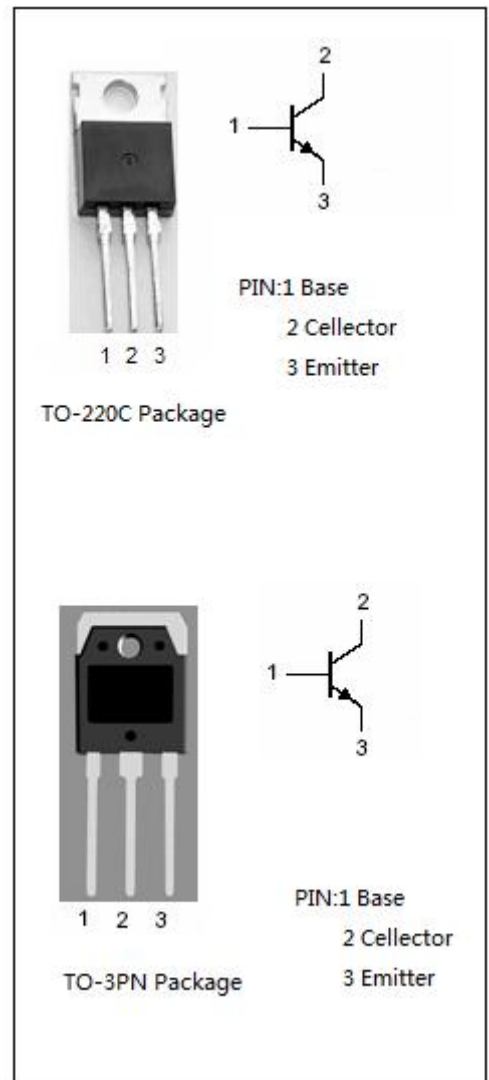 2
1
3
PIN:1 Base
2 Cellector
3 Emitter
1 2 3
TO-220C Package
2
1
3
1 2 3
PIN:1 Base
2 Cellector
3 Emitter
TO-3PN Package